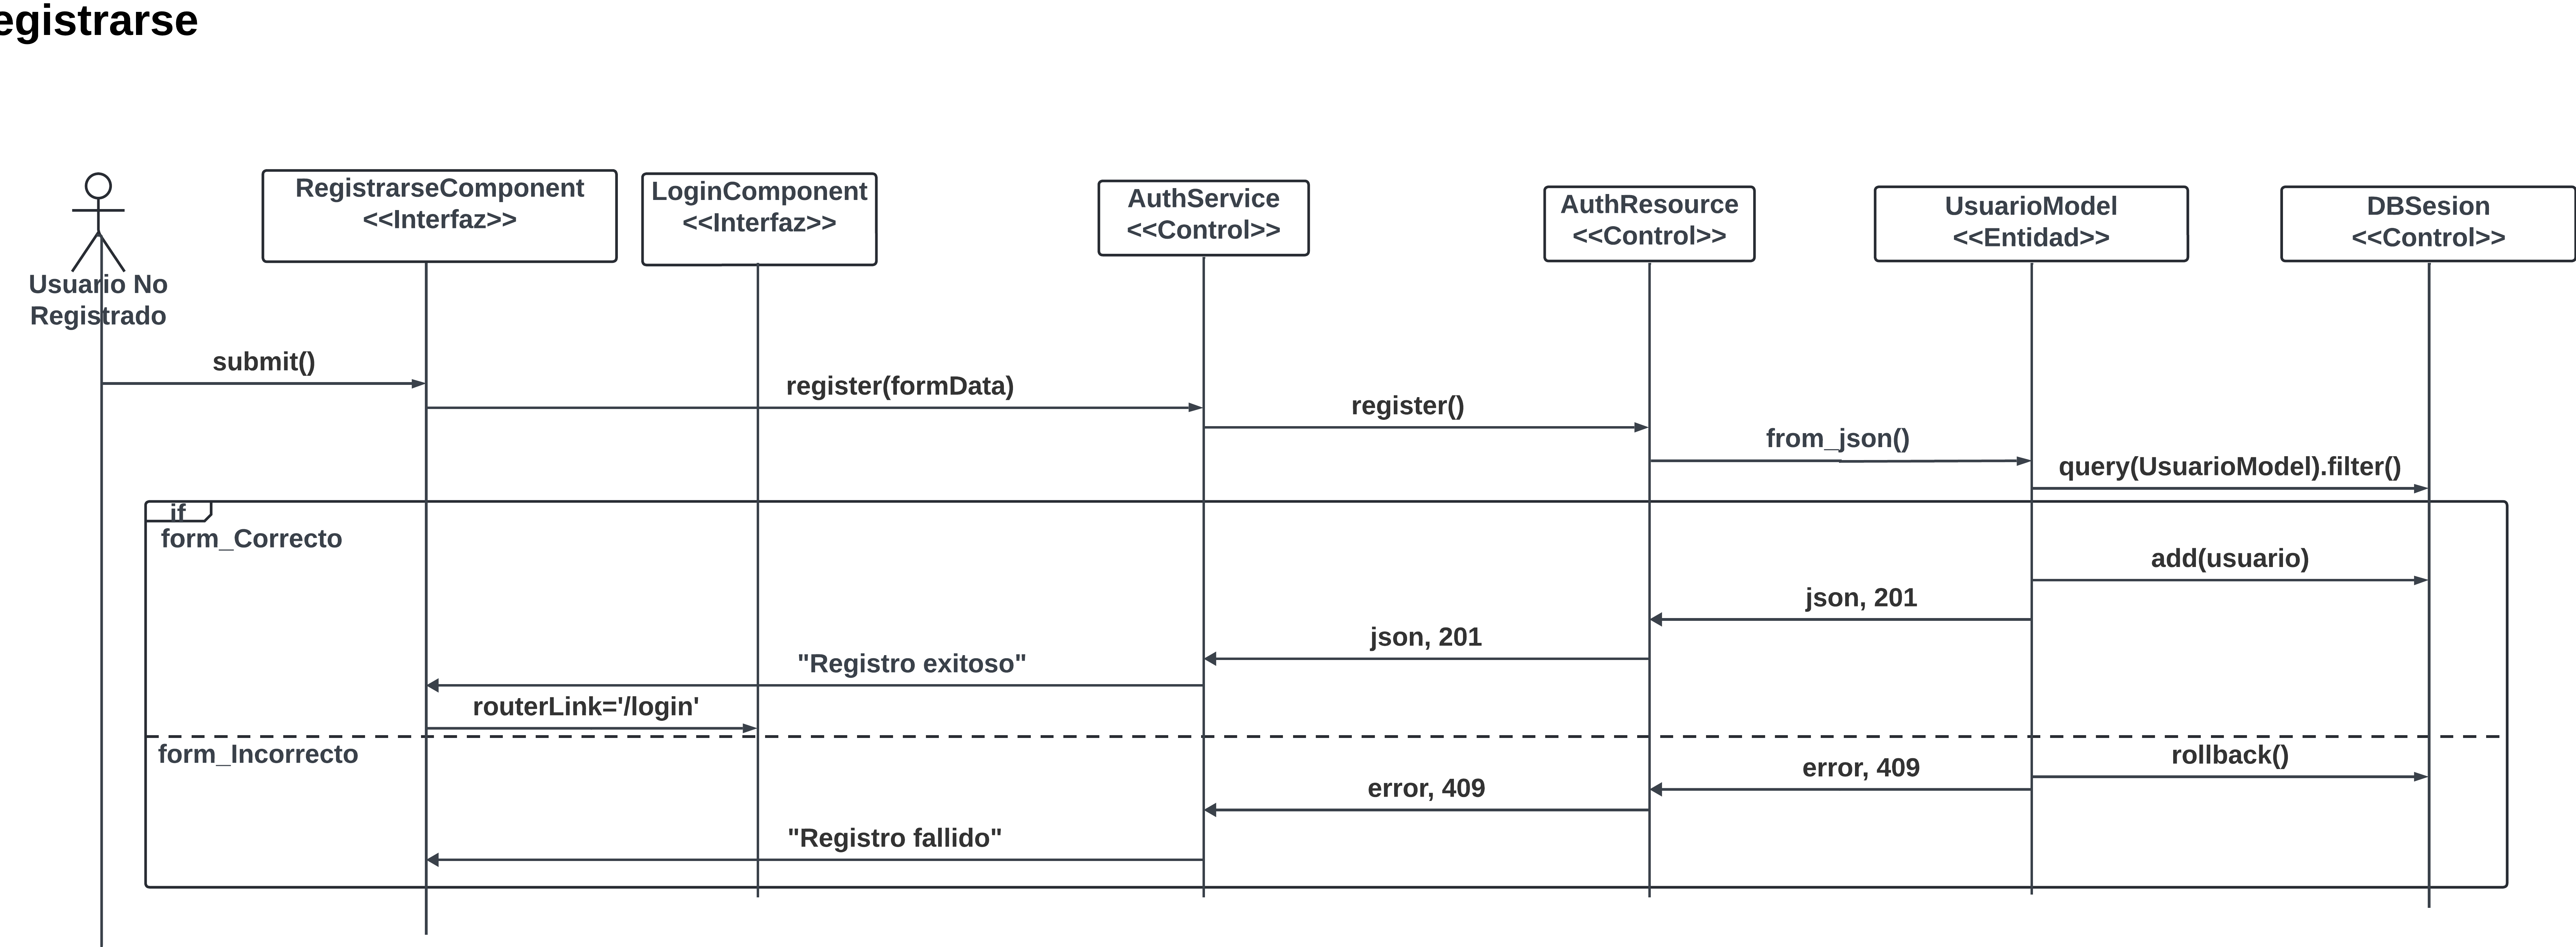 egistrarse
RegistrarseComponent
<<Interfaz>>
LoginComponent
<<Interfaz>>
AuthService
<<Control>>
AuthResource
<<Control>>
UsuarioModel
<<Entidad>>
DBSesion
<<Control>>
Usuario No
Registrado
submit()
register(formData)
register()
from_json()
query(UsuarioModel).filter()
if
form_Correcto
add(usuario)
json, 201
json, 201
"Registro exitoso"
routerLink='/login'
form_Incorrecto
rollback()
error, 409
error, 409
"Registro fallido"